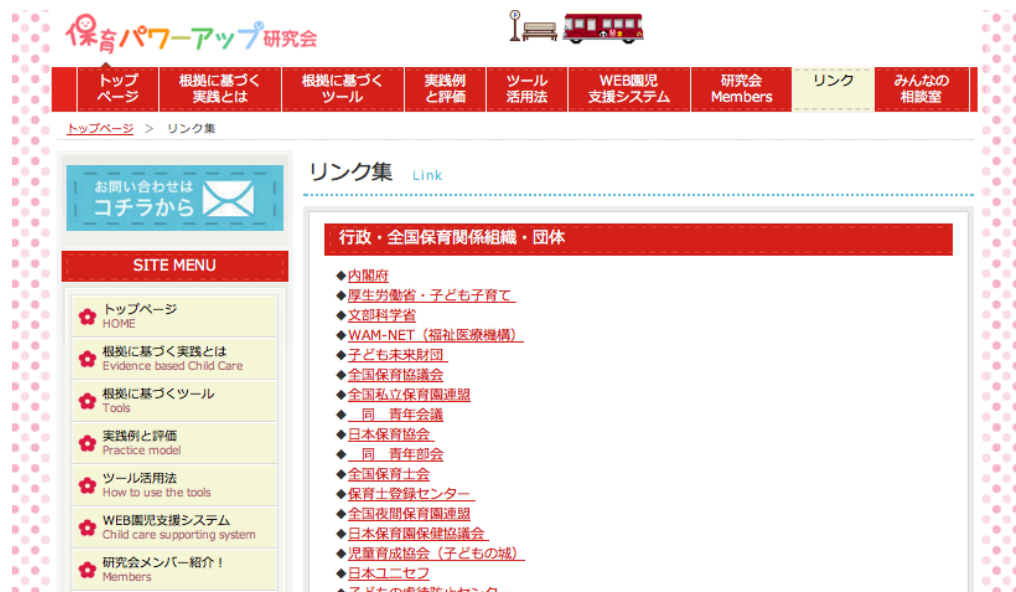 保育パワーアップ研究会
トップ
ページ
根拠に基づく
実践とは
根拠に基づく
ツール
実践例
と評価
ツール
活用法
WEB園児
支援システム
研究会
Members
リンク
みんなの
相談室
トップページ ＞ リンク集
お問い合わせは
コチラから
SITE MENU
トップページ
HOME
根拠に基づく実践とは
Evidence based Child Care
根拠に基づくツール
Tools
実践例と評価
Practice model
ツール活用法
How to use the tools
WEB園児支援システム
Child care supporting system
研究会メンバー紹介！
Members
リンク集 Link
行政・全国保育関係組織・団体
◆内閣府
◆厚生労働省・子ども子育て
◆文部科学省
◆WAM-NET（福祉医療機構）
◆子ども未来財団
◆全国保育協議会
◆全国私立保育園連盟
◆　同　青年会議
◆日本保育協会
◆　同　青年部会
◆全国保育士会
◆保育士登録センター
◆全国夜間保育園連盟
◆日本保育園保健協議会
◆児童育成協会（子どもの城）
◆日本ユニセフ
◆子どもの虐待防止センター